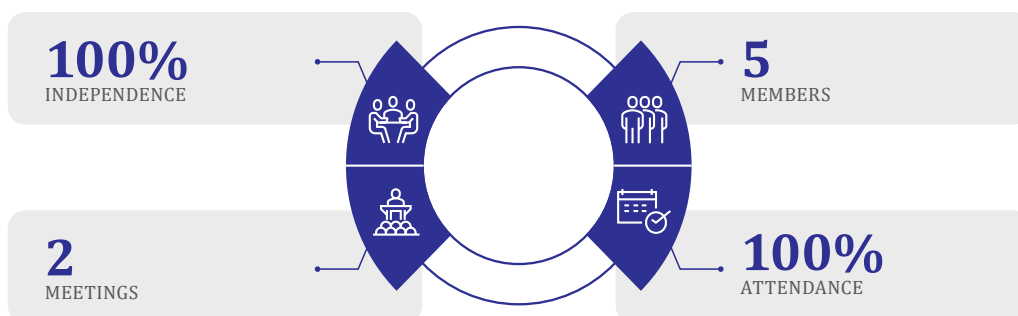 100%
INDEPENDENCE
5
MEMBERS
2
MEETINGS
100%
ATTENDANCE